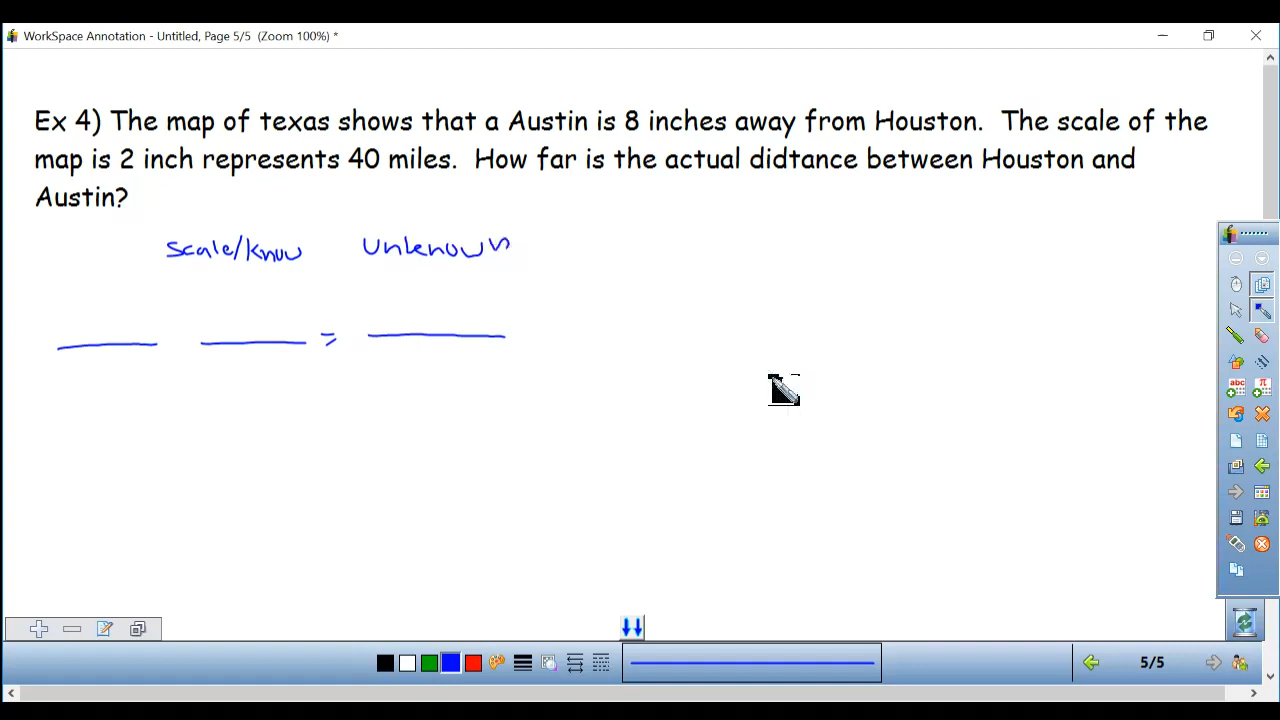 WorkSpace Annotation - Untitled, Page 5/5 (Zoom 100%) *
Ex 4) The map of texas shows that a Austin is 8 inches away from Houston. The scale of the
map is 2 inch represents 40 miles. How far is the actual didtance between Houston and
Austin?
scale/know unknown
=
abc
π
5/5